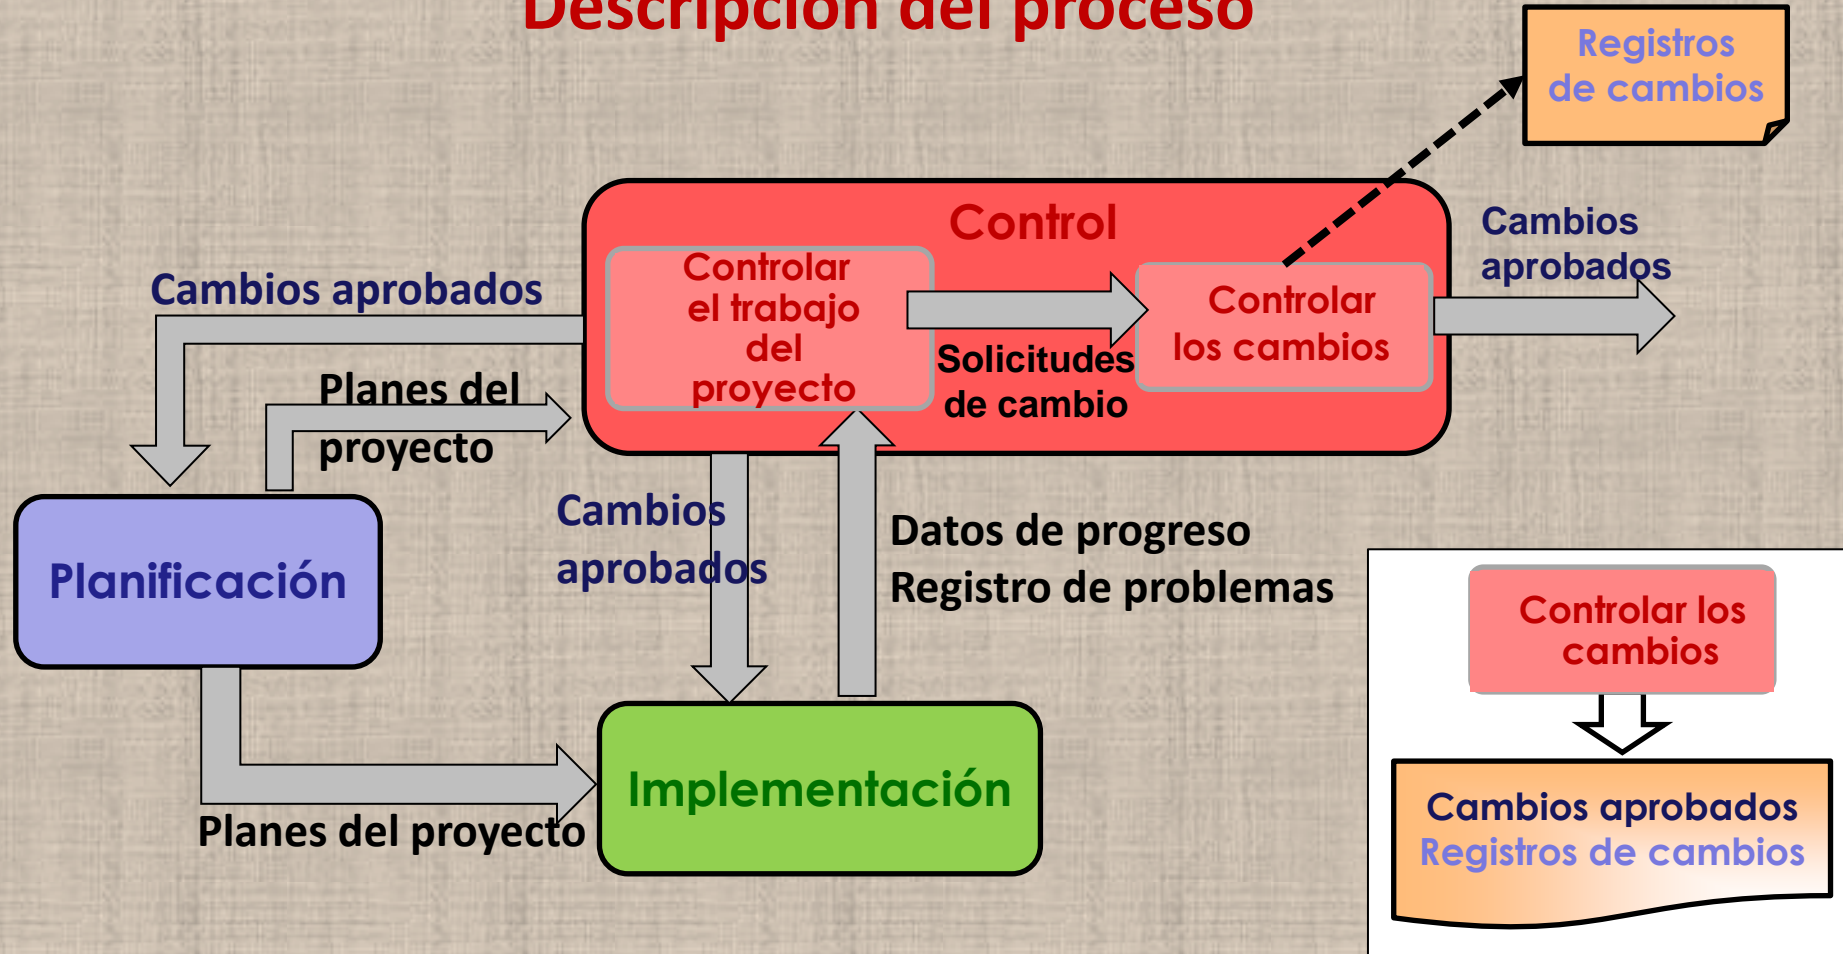 Descripción del proceso
Registros
de cambios
Control
Cambios
aprobados
Controlar
el trabajo
del
proyecto
Controlar
los cambios
Cambios aprobados
Solicitudes
de cambio
Planes del
proyecto
Cambios
aprobados
Datos de progreso
Registro de problemas
Planificación
Controlar los
cambios
Implementación
Planes del proyecto
Cambios aprobados
Registros de cambios